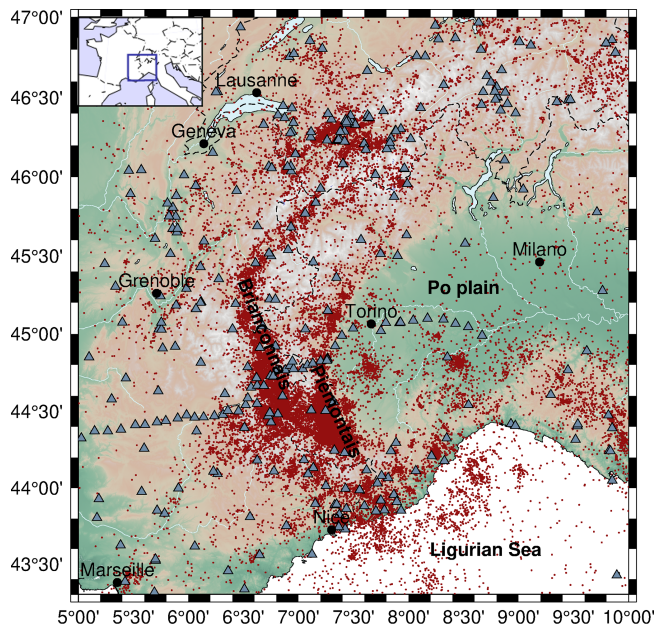 47°00'
Lausanne
46°30'
Geneva
46°00'
45°30'
Milano
Grenoble
Po plain
Briançonnais
Torino
45°00'
Piemontais
44°30'
44°00'
Nice
Ligurian Sea
43°30'
Marseille
5°00' 5°30' 6°00' 6°30' 7°00' 7°30' 8°00' 8°30' 9°00' 9°30' 10°00'